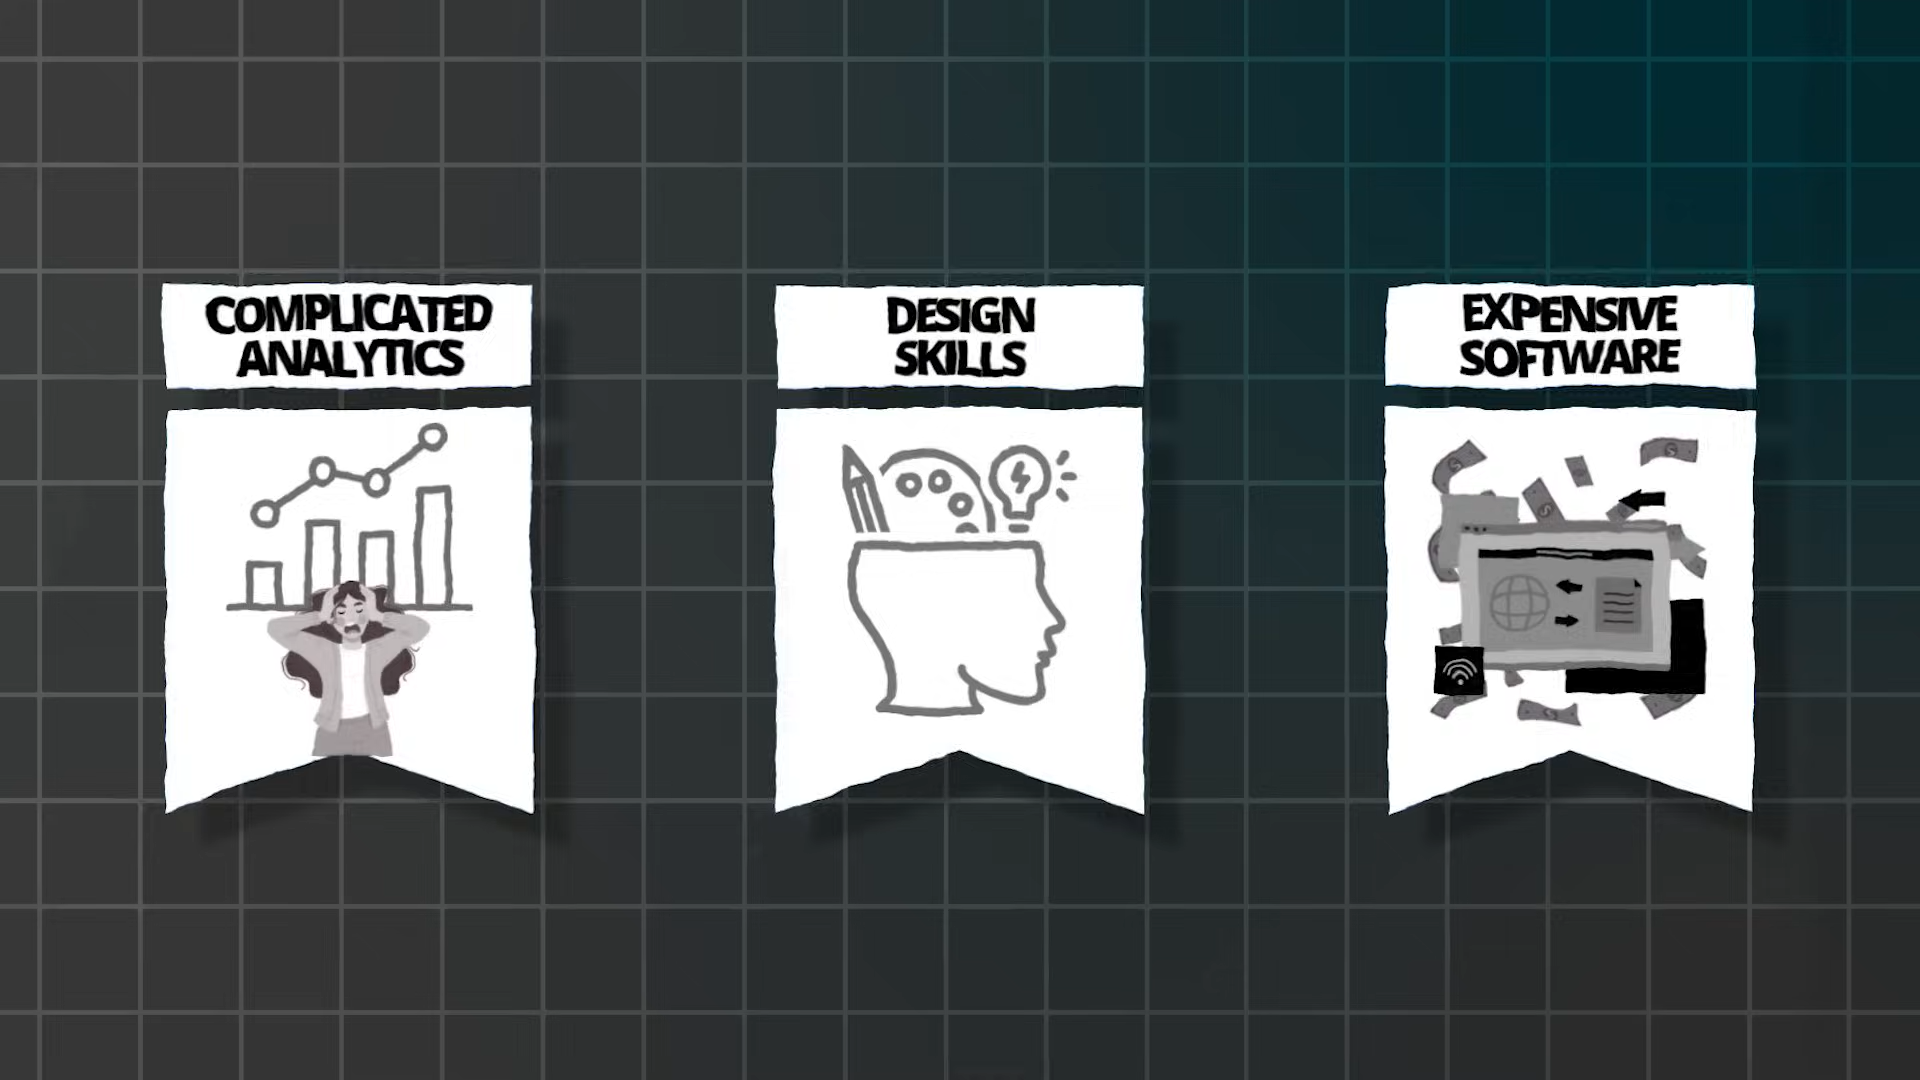 COMPLICATED
ANALYTICS
DESIGN
SKILLS
EXPENSIVE
SOFTWARE